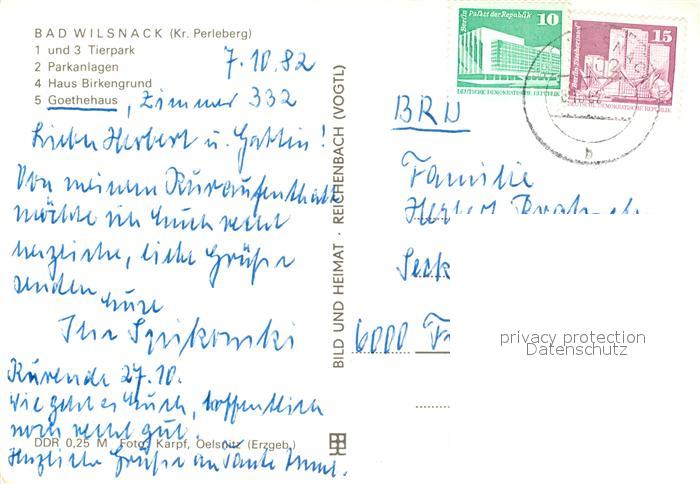 BAD WILSNACK (Kr. Perleberg)
1 und 3 Tierpark
2 Parkanlagen
4 Haus Birkengrund
5 Goethehaus, Zimmer 332
7.10.82
Lieber Herbert u. Gattin!
Von meinem Kuraufenthalt
möchte ich Euch recht
herzliche, liebe Grüße
senden
Eure
Kurende 27.10.
Wie geht es Euch, hoffentlich
noch recht gut.
DDR 0,25 M Foto: Karpf, Oelsnitz (Erzgeb.)
Herzliche Grüße an Tante
BILD UND HEIMAT · REICHENBACH (VOGTL)
Berlin Palast der Republik
10
DEUTSCHE DEMOKRATISCHE REPUBLIK
15
DEUTSCHE DEMOKRATISCHE REPUBLIK
b
BRD
Familie
6000
privacy protection
Datenschutz